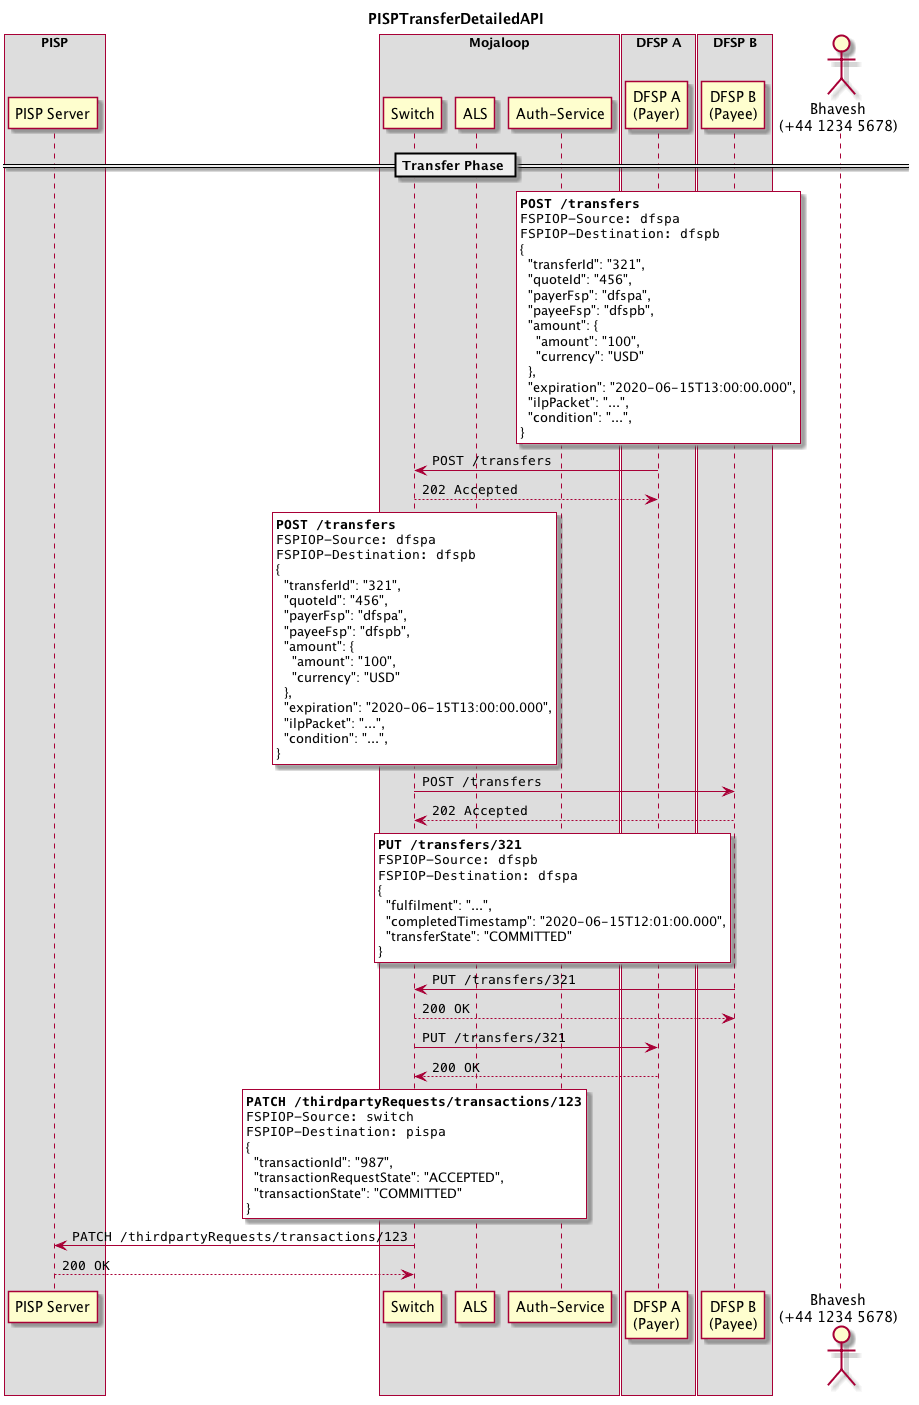 PISPTransferDetailedAPI
PISP
Mojaloop
DFSP A
DFSP B
PISP Server
Switch
ALS
Auth-Service
DFSP A
(Payer)
DFSP B
(Payee)
Bhavesh
(+44 1234 5678)
Transfer Phase
POST /transfers
FSPIOP-Source: dfspa
FSPIOP-Destination: dfspb
{
"transferId": "321",
"quoteId": "456",
"payerFsp": "dfspa",
"payeeFsp": "dfspb",
"amount": {
"amount": "100",
"currency": "USD"
},
"expiration": "2020-06-15T13:00:00.000",
"ilpPacket": "...",
"condition": "...",
}
POST /transfers
202 Accepted
POST /transfers
FSPIOP-Source: dfspa
FSPIOP-Destination: dfspb
{
"transferId": "321",
"quoteId": "456",
"payerFsp": "dfspa",
"payeeFsp": "dfspb",
"amount": {
"amount": "100",
"currency": "USD"
},
"expiration": "2020-06-15T13:00:00.000",
"ilpPacket": "...",
"condition": "...",
}
POST /transfers
202 Accepted
PUT /transfers/321
FSPIOP-Source: dfspb
FSPIOP-Destination: dfspa
{
"fulfilment": "...",
"completedTimestamp": "2020-06-15T12:01:00.000",
"transferState": "COMMITTED"
}
PUT /transfers/321
200 OK
PUT /transfers/321
200 OK
PATCH /thirdpartyRequests/transactions/123
FSPIOP-Source: switch
FSPIOP-Destination: pispa
{
"transactionId": "987",
"transactionRequestState": "ACCEPTED",
"transactionState": "COMMITTED"
}
PATCH /thirdpartyRequests/transactions/123
200 OK
PISP Server
Switch
ALS
Auth-Service
DFSP A
(Payer)
DFSP B
(Payee)
Bhavesh
(+44 1234 5678)